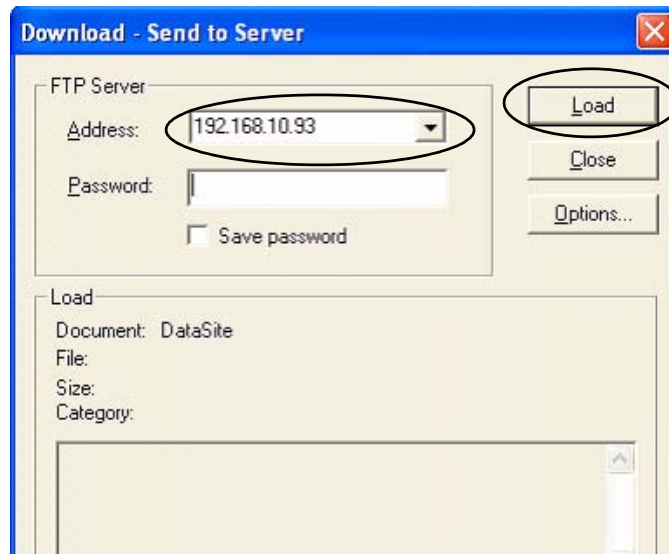 Download - Send to Server
FTP Server
Address: 192.168.10.93
Load
Password:
Close
Save password
Options...
Load
Document: DataSite
File:
Size:
Category: